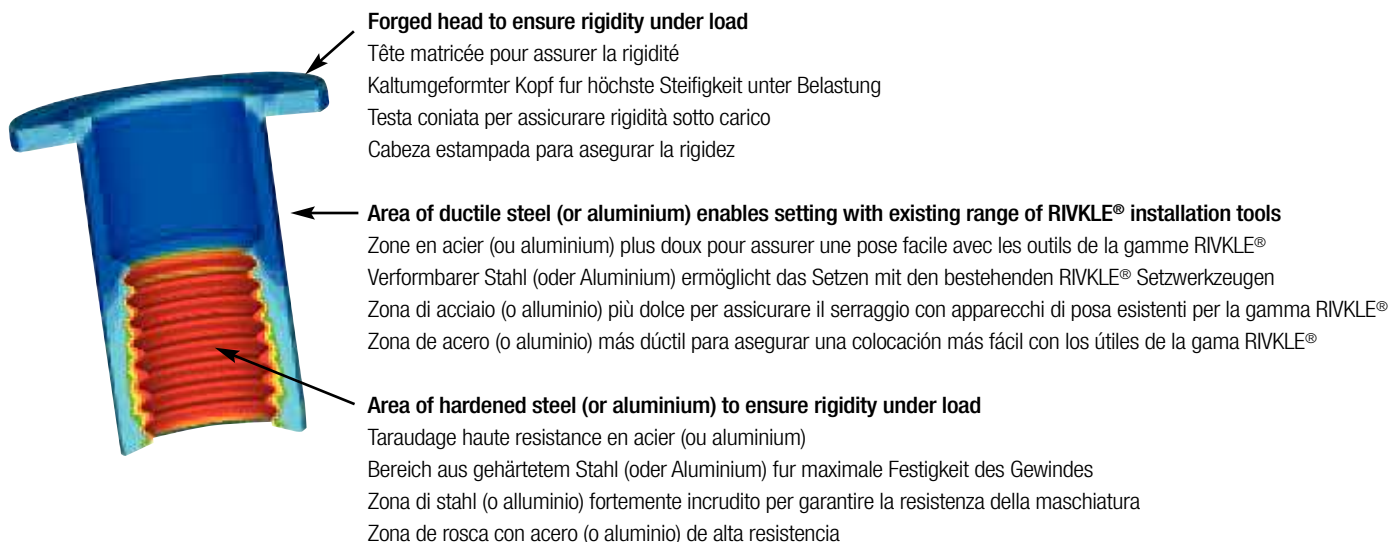 Forged head to ensure rigidity under load
Tête matricée pour assurer la rigidité
Kaltumgeformter Kopf fur höchste Steifigkeit unter Belastung
Testa coniata per assicurare rigidità sotto carico
Cabeza estampada para asegurar la rigidez
Area of ductile steel (or aluminium) enables setting with existing range of RIVKLE® installation tools
Zone en acier (ou aluminium) plus doux pour assurer une pose facile avec les outils de la gamme RIVKLE®
Verformbarer Stahl (oder Aluminium) ermöglicht das Setzen mit den bestehenden RIVKLE® Setzwerkzeugen
Zona di acciaio (o alluminio) più dolce per assicurare il serraggio con apparecchi di posa esistenti per la gamma RIVKLE®
Zona de acero (o aluminio) más dúctil para asegurar una colocación más fácil con los útiles de la gama RIVKLE®
Area of hardened steel (or aluminium) to ensure rigidity under load
Taraudage haute resistance en acier (ou aluminium)
Bereich aus gehärtetem Stahl (oder Aluminium) fur maximale Festigkeit des Gewindes
Zona di stahl (o alluminio) fortemente incrudito per garantire la resistenza della maschiatura
Zona de rosca con acero (o aluminio) de alta resistencia